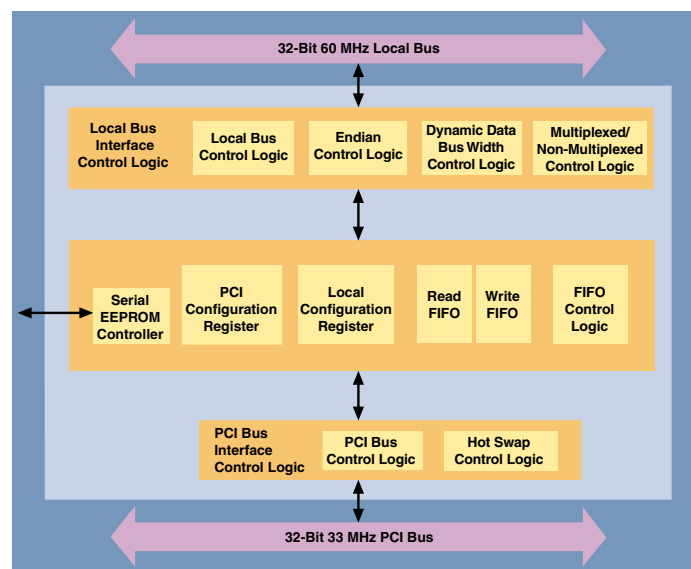 32-Bit 60 MHz Local Bus
Local Bus
Interface
Control Logic
Local Bus
Control Logic
Endian
Control Logic
Dynamic Data
Bus Width
Control Logic
Multiplexed/
Non-Multiplexed
Control Logic
Serial
EEPROM
Controller
PCI
Configuration
Register
Local
Configuration
Register
Read
FIFO
Write
FIFO
FIFO
Control
Logic
PCI Bus
Interface
Control Logic
PCI Bus
Control Logic
Hot Swap
Control Logic
32-Bit 33 MHz PCI Bus